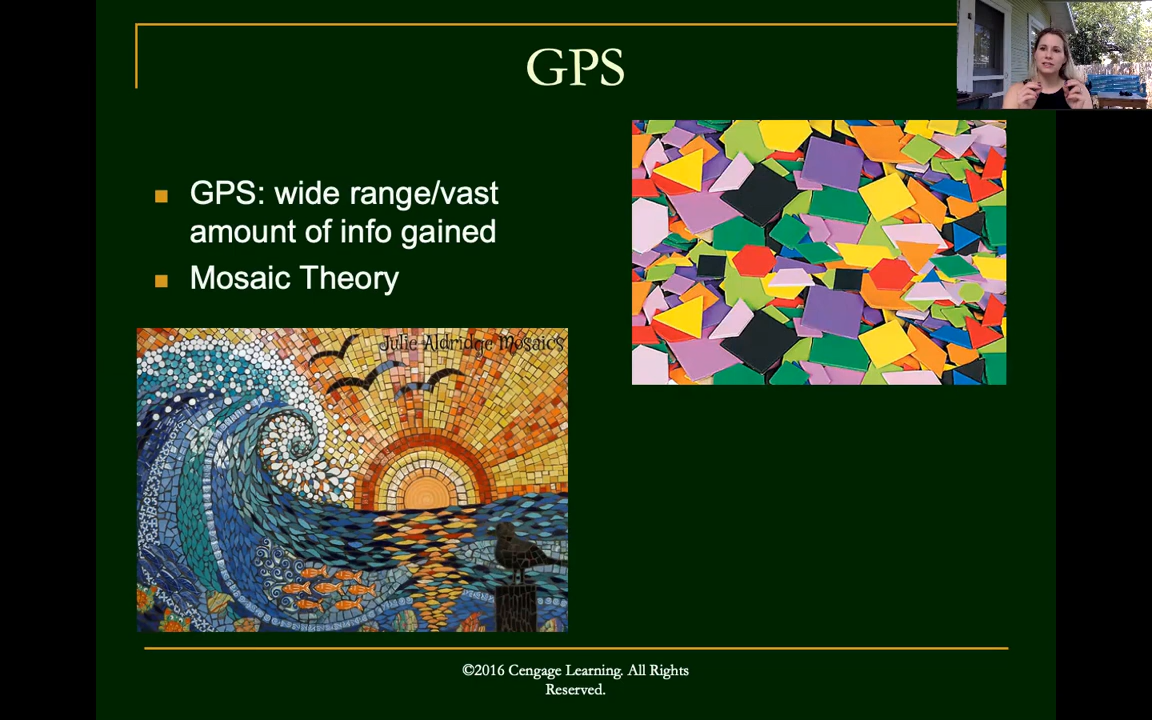 GPS
GPS: wide range/vast
amount of info gained
Mosaic Theory
Julie Aldridge Mosaics
©2016 Cengage Learning. All Rights
Reserved.